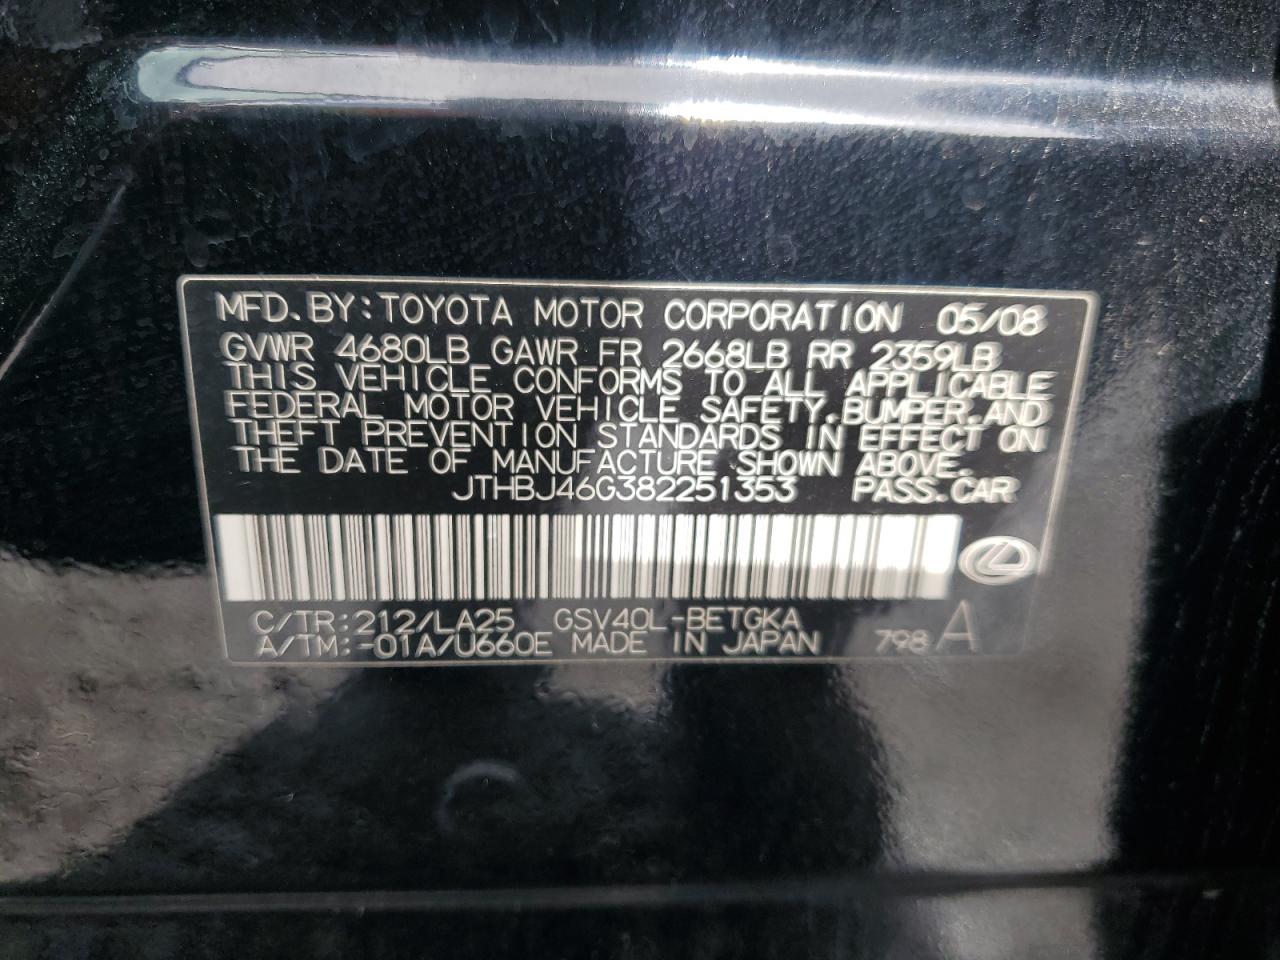 MFD. BY: TOYOTA MOTOR CORPORATION 05/08
GVWR 4680LB GAWR FR 2668LB RR 2359LB
THIS VEHICLE CONFORMS TO ALL APPLICABLE
FEDERAL MOTOR VEHICLE SAFETY, BUMPER, AND
THEFT PREVENTION STANDARDS IN EFFECT ON
THE DATE OF MANUFACTURE SHOWN ABOVE.
JTHBJ46G382251353 PASS. CAR
C/TR: 212/LA25 GSV40L-BETGKA
A/TM: -01A/U660E MADE IN JAPAN 798 A